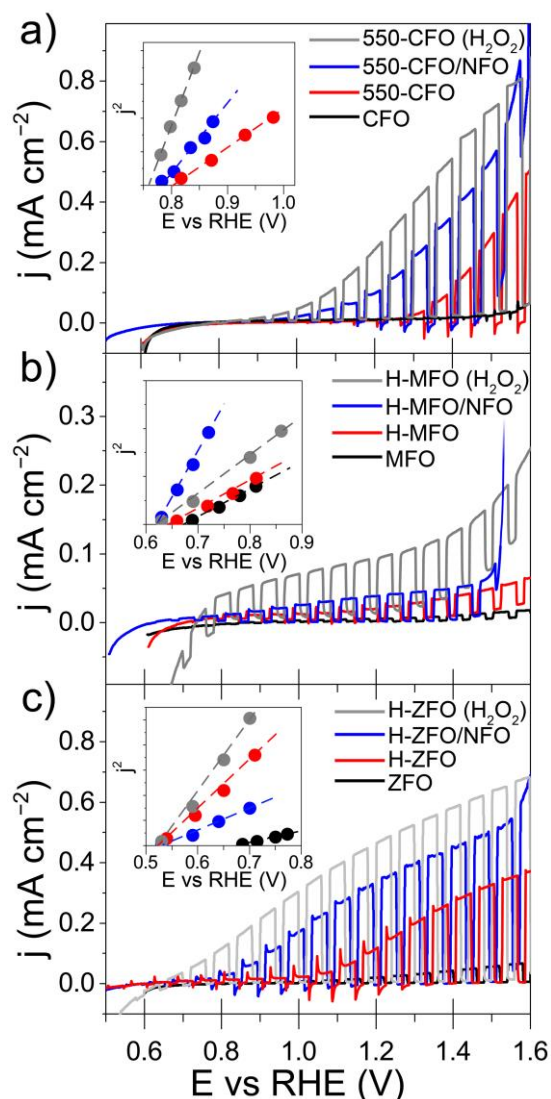 a)
550-CFO (H₂O₂)
550-CFO/NFO
550-CFO
CFO
j²
0.8 0.9 1.0
E vs RHE (V)
j (mA cm⁻²)
0.8
0.6
0.4
0.2
0.0
b)
H-MFO (H₂O₂)
H-MFO/NFO
H-MFO
MFO
j²
0.6 0.7 0.8 0.9
E vs RHE (V)
j (mA cm⁻²)
0.3
0.2
0.1
0.0
c)
H-ZFO (H₂O₂)
H-ZFO/NFO
H-ZFO
ZFO
j²
0.5 0.6 0.7 0.8
E vs RHE (V)
j (mA cm⁻²)
0.8
0.6
0.4
0.2
0.0
0.6 0.8 1.0 1.2 1.4 1.6
E vs RHE (V)